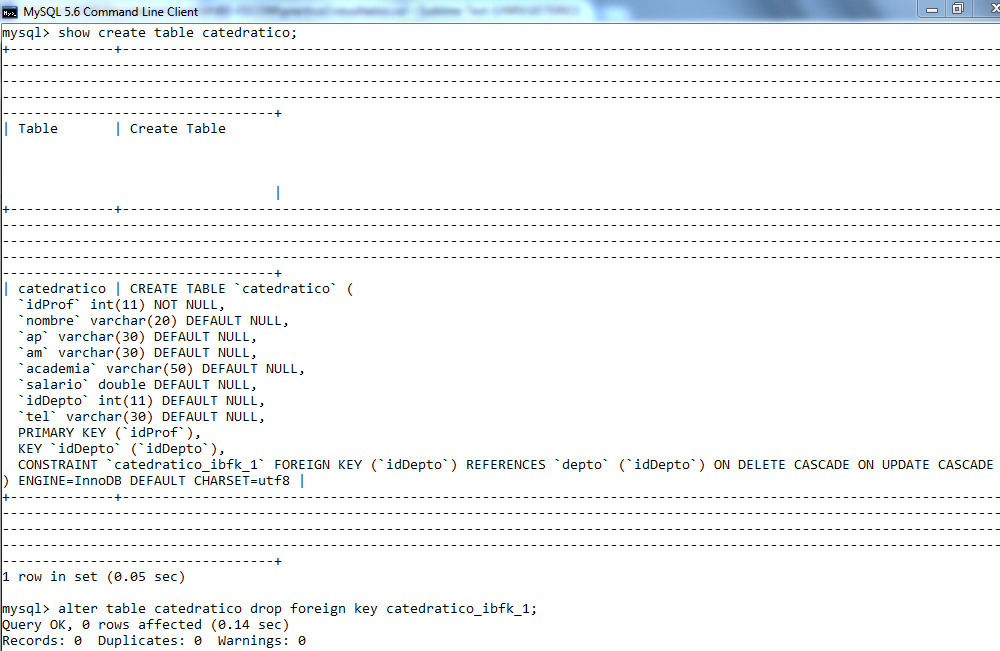 MySQL 5.6 Command Line Client
mysql> show create table catedratico;
| Table | Create Table
|
| catedratico | CREATE TABLE `catedratico` (
`idProf` int(11) NOT NULL,
`nombre` varchar(20) DEFAULT NULL,
`ap` varchar(30) DEFAULT NULL,
`am` varchar(30) DEFAULT NULL,
`academia` varchar(50) DEFAULT NULL,
`salario` double DEFAULT NULL,
`idDepto` int(11) DEFAULT NULL,
`tel` varchar(30) DEFAULT NULL,
PRIMARY KEY (`idProf`),
KEY `idDepto` (`idDepto`),
CONSTRAINT `catedratico_ibfk_1` FOREIGN KEY (`idDepto`) REFERENCES `depto` (`idDepto`) ON DELETE CASCADE ON UPDATE CASCADE
) ENGINE=InnoDB DEFAULT CHARSET=utf8 |
1 row in set (0.05 sec)
mysql> alter table catedratico drop foreign key catedratico_ibfk_1;
Query OK, 0 rows affected (0.14 sec)
Records: 0 Duplicates: 0 Warnings: 0